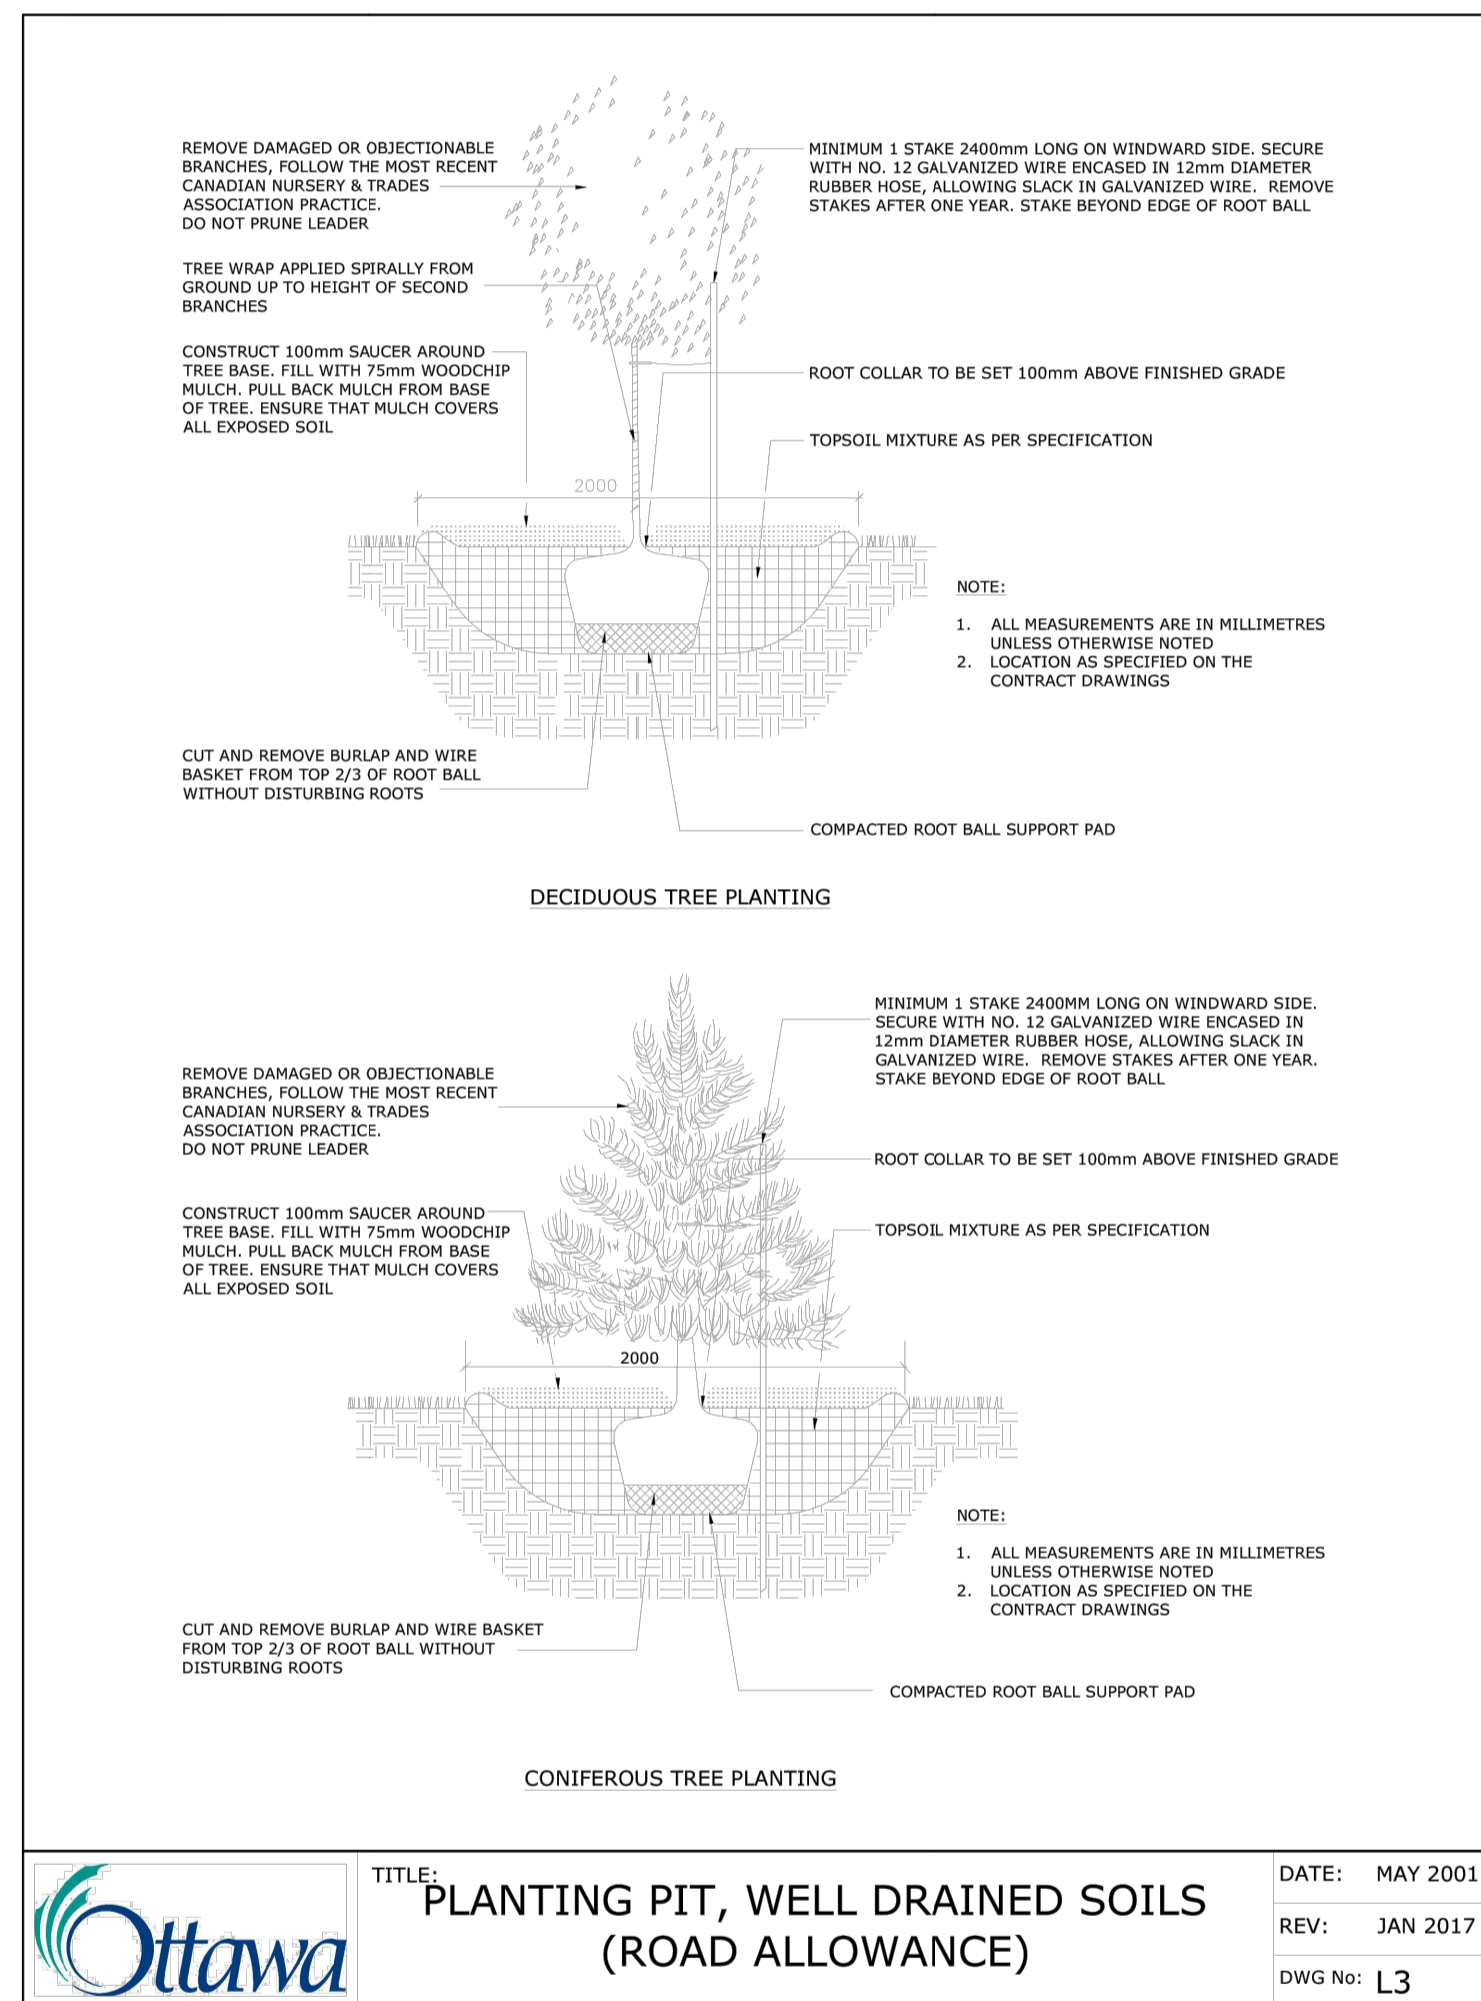 REMOVE DAMAGED OR OBJECTIONABLE
BRANCHES, FOLLOW THE MOST RECENT
CANADIAN NURSERY & TRADES
ASSOCIATION PRACTICE.
DO NOT PRUNE LEADER
MINIMUM 1 STAKE 2400mm LONG ON WINDWARD SIDE. SECURE
WITH NO. 12 GALVANIZED WIRE ENCASED IN 12mm DIAMETER
RUBBER HOSE, ALLOWING SLACK IN GALVANIZED WIRE. REMOVE
STAKES AFTER ONE YEAR. STAKE BEYOND EDGE OF ROOT BALL
TREE WRAP APPLIED SPIRALLY FROM
GROUND UP TO HEIGHT OF SECOND
BRANCHES
CONSTRUCT 100mm SAUCER AROUND
TREE BASE. FILL WITH 75mm WOODCHIP
MULCH. PULL BACK MULCH FROM BASE
OF TREE. ENSURE THAT MULCH COVERS
ALL EXPOSED SOIL
ROOT COLLAR TO BE SET 100mm ABOVE FINISHED GRADE
TOPSOIL MIXTURE AS PER SPECIFICATION
2000
NOTE:
1. ALL MEASUREMENTS ARE IN MILLIMETRES
UNLESS OTHERWISE NOTED
2. LOCATION AS SPECIFIED ON THE
CONTRACT DRAWINGS
CUT AND REMOVE BURLAP AND WIRE
BASKET FROM TOP 2/3 OF ROOT BALL
WITHOUT DISTURBING ROOTS
COMPACTED ROOT BALL SUPPORT PAD
DECIDUOUS TREE PLANTING
MINIMUM 1 STAKE 2400MM LONG ON WINDWARD SIDE.
SECURE WITH NO. 12 GALVANIZED WIRE ENCASED IN
12mm DIAMETER RUBBER HOSE, ALLOWING SLACK IN
GALVANIZED WIRE. REMOVE STAKES AFTER ONE YEAR.
STAKE BEYOND EDGE OF ROOT BALL
REMOVE DAMAGED OR OBJECTIONABLE
BRANCHES, FOLLOW THE MOST RECENT
CANADIAN NURSERY & TRADES
ASSOCIATION PRACTICE.
DO NOT PRUNE LEADER
ROOT COLLAR TO BE SET 100mm ABOVE FINISHED GRADE
CONSTRUCT 100mm SAUCER AROUND
TREE BASE. FILL WITH 75mm WOODCHIP
MULCH. PULL BACK MULCH FROM BASE
OF TREE. ENSURE THAT MULCH COVERS
ALL EXPOSED SOIL
TOPSOIL MIXTURE AS PER SPECIFICATION
2000
NOTE:
1. ALL MEASUREMENTS ARE IN MILLIMETRES
UNLESS OTHERWISE NOTED
2. LOCATION AS SPECIFIED ON THE
CONTRACT DRAWINGS
CUT AND REMOVE BURLAP AND WIRE BASKET
FROM TOP 2/3 OF ROOT BALL WITHOUT
DISTURBING ROOTS
COMPACTED ROOT BALL SUPPORT PAD
CONIFEROUS TREE PLANTING
Ottawa
TITLE:
PLANTING PIT, WELL DRAINED SOILS
(ROAD ALLOWANCE)
DATE: MAY 2001
REV: JAN 2017
DWG No: L3